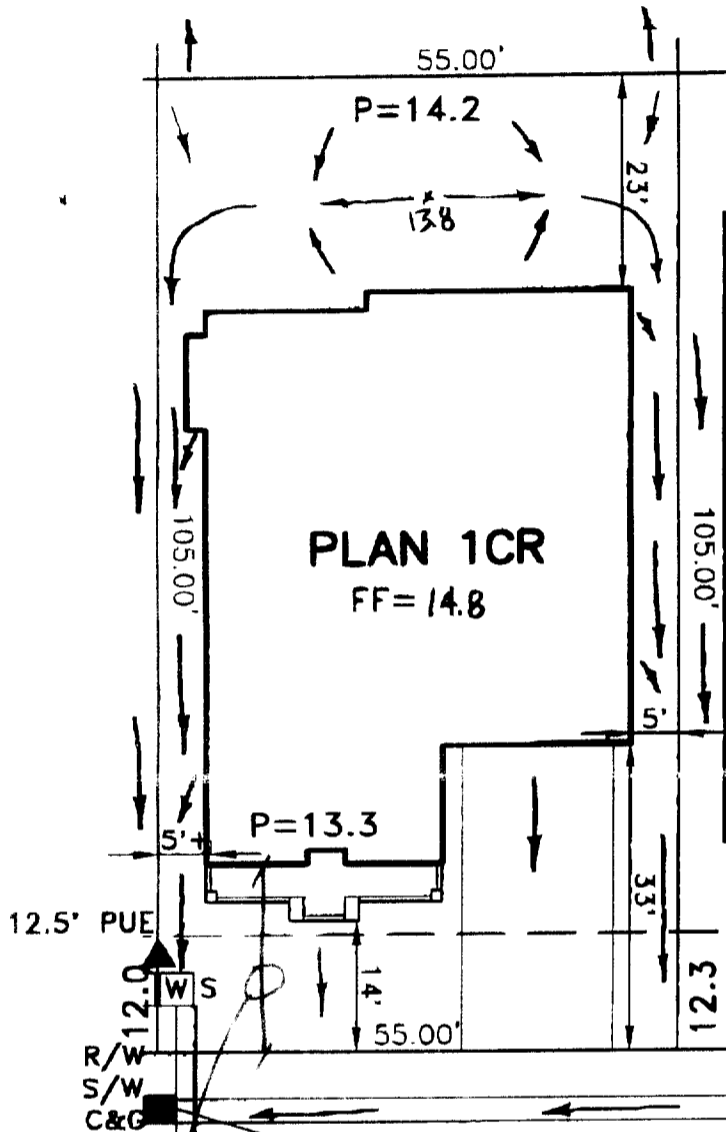 55.00'
P=14.2
23'
13.8
105.00'
105.00'
PLAN 1CR
FF= 14.8
5'
P=13.3
5'+
33'
12.5' PUE
12.0
W S
14'
12.3
55.00'
R/W
S/W
C&G